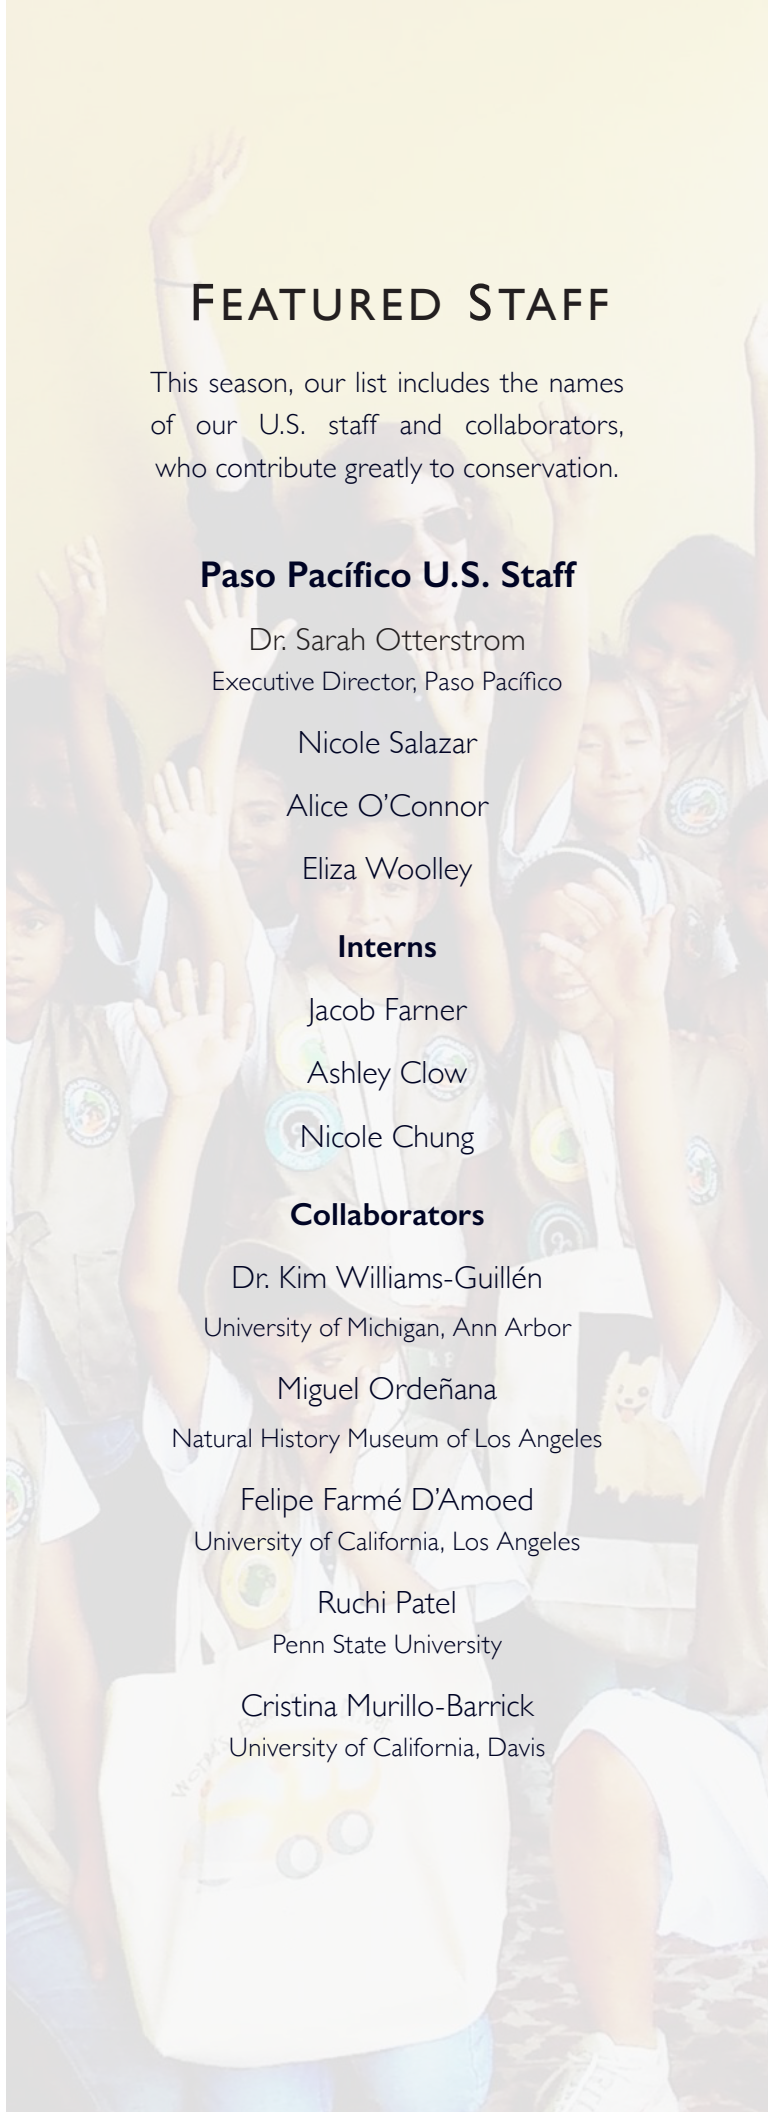 FEATURED STAFF
This season, our list includes the names
of our U.S. staff and collaborators,
who contribute greatly to conservation.
Paso Pacífico U.S. Staff
Dr. Sarah Otterstrom
Executive Director, Paso Pacífico
Nicole Salazar
Alice O’Connor
Eliza Woolley
Interns
Jacob Farner
Ashley Clow
Nicole Chung
Collaborators
Dr. Kim Williams-Guillén
University of Michigan, Ann Arbor
Miguel Ordeñana
Natural History Museum of Los Angeles
Felipe Farmé D’Amoed
University of California, Los Angeles
Ruchi Patel
Penn State University
Cristina Murillo-Barrick
University of California, Davis